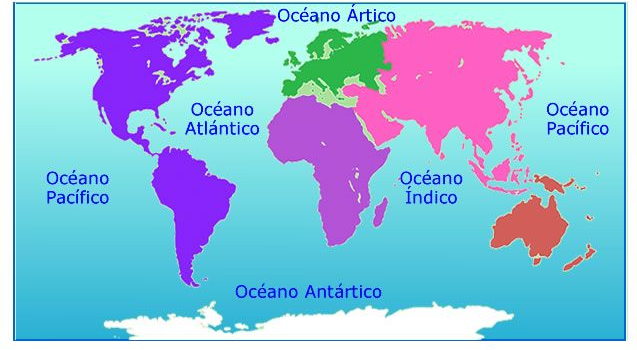 Océano Ártico
Océano
Atlántico
Océano
Pacífico
Océano
Pacífico
Océano
Índico
Océano Antártico